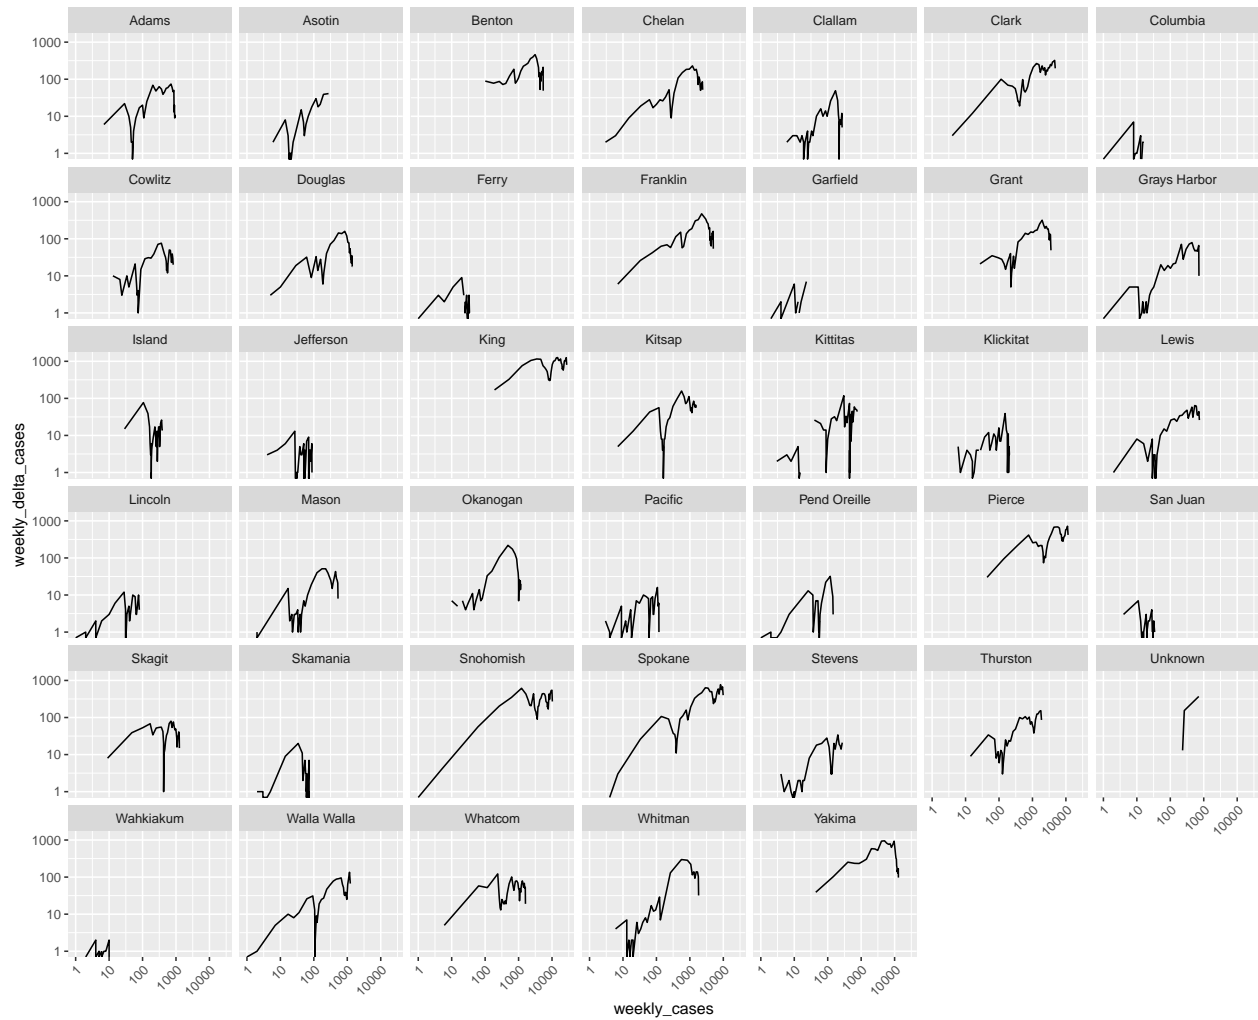 Adams Asotin Benton Chelan Clallam Clark Columbia
1000
100
10
1
Cowlitz Douglas Ferry Franklin Garfield Grant Grays Harbor
1000
100
10
1
Island Jefferson King Kitsap Kittitas Klickitat Lewis
1000
100
10
1
weekly_delta_cases
Lincoln Mason Okanogan Pacific Pend Oreille Pierce San Juan
1000
100
10
1
Skagit Skamania Snohomish Spokane Stevens Thurston Unknown
1000
100
10
1
1 10 100 1000 10000 1 10 100 1000 10000
Wahkiakum Walla Walla Whatcom Whitman Yakima
1000
100
10
1
1 10 100 1000 10000 1 10 100 1000 10000 1 10 100 1000 10000 1 10 100 1000 10000 1 10 100 1000 10000
weekly_cases